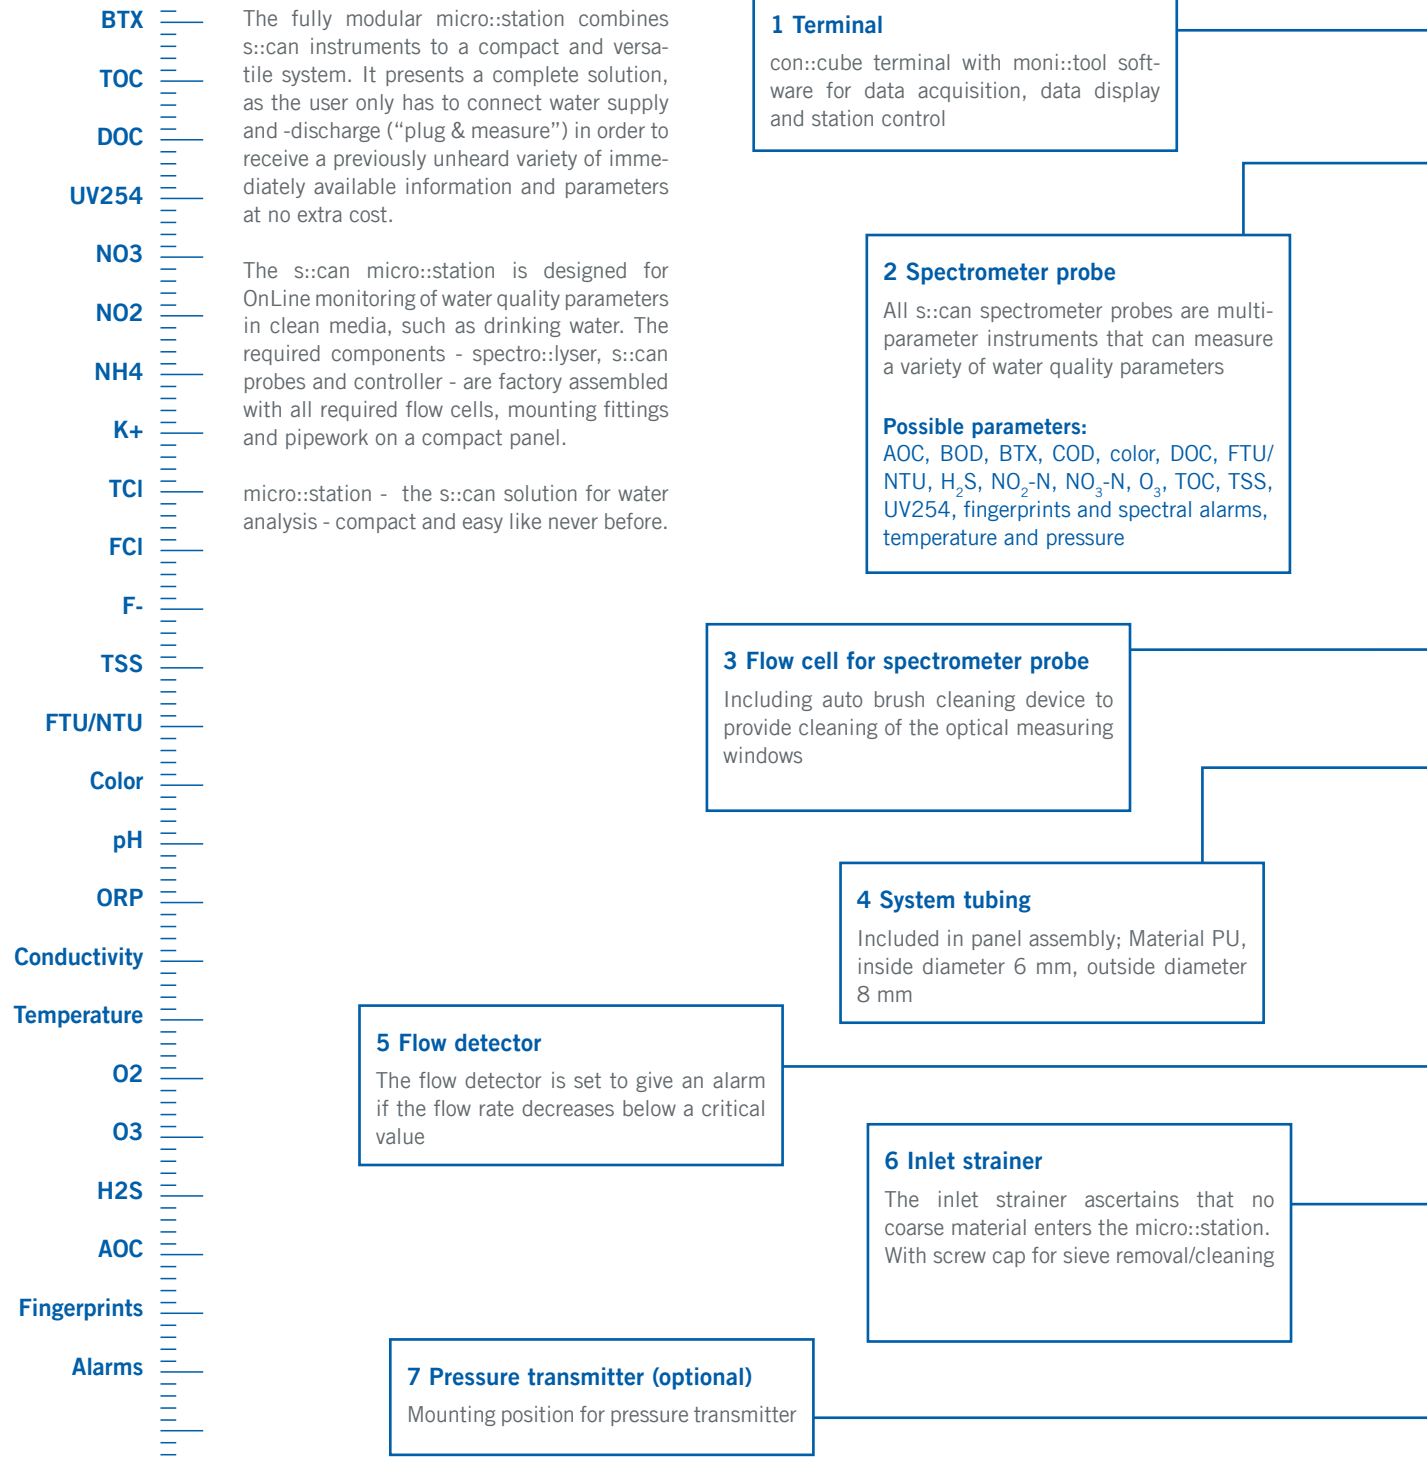 BTX
TOC
DOC
UV254
NO3
NO2
NH4
K+
TCl
FCl
F-
TSS
FTU/NTU
Color
pH
ORP
Conductivity
Temperature
O2
O3
H2S
AOC
Fingerprints
Alarms
The fully modular micro::station combines
s::can instruments to a compact and versa-
tile system. It presents a complete solution,
as the user only has to connect water supply
and -discharge (“plug & measure”) in order to
receive a previously unheard variety of imme-
diately available information and parameters
at no extra cost.
The s::can micro::station is designed for
OnLine monitoring of water quality parameters
in clean media, such as drinking water. The
required components - spectro::lyser, s::can
probes and controller - are factory assembled
with all required flow cells, mounting fittings
and pipework on a compact panel.
micro::station - the s::can solution for water
analysis - compact and easy like never before.
1 Terminal
con::cube terminal with moni::tool soft-
ware for data acquisition, data display
and station control
2 Spectrometer probe
All s::can spectrometer probes are multi-
parameter instruments that can measure
a variety of water quality parameters
Possible parameters:
AOC, BOD, BTX, COD, color, DOC, FTU/
NTU, H₂S, NO₂-N, NO₃-N, O₃, TOC, TSS,
UV254, fingerprints and spectral alarms,
temperature and pressure
3 Flow cell for spectrometer probe
Including auto brush cleaning device to
provide cleaning of the optical measuring
windows
4 System tubing
Included in panel assembly; Material PU,
inside diameter 6 mm, outside diameter
8 mm
5 Flow detector
The flow detector is set to give an alarm
if the flow rate decreases below a critical
value
6 Inlet strainer
The inlet strainer ascertains that no
coarse material enters the micro::station.
With screw cap for sieve removal/cleaning
7 Pressure transmitter (optional)
Mounting position for pressure transmitter